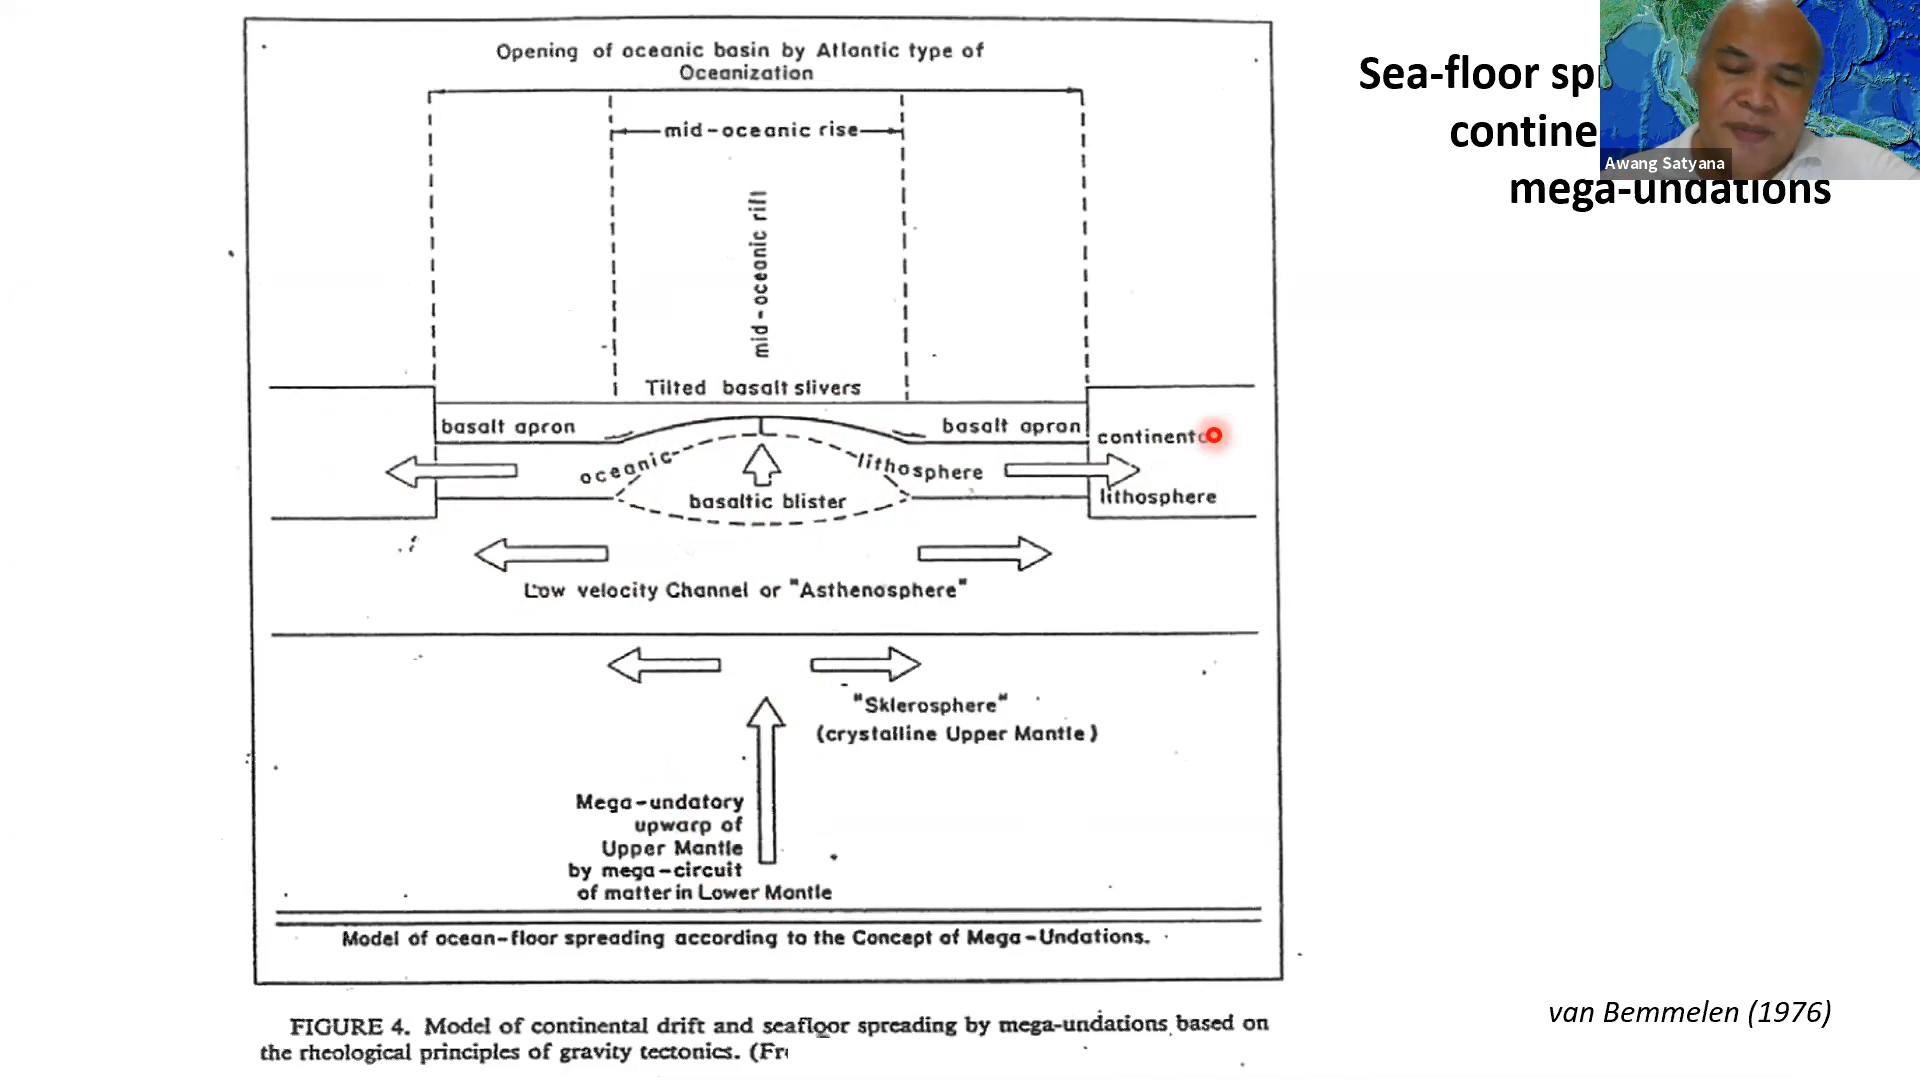 Opening of oceanic basin by Atlantic type of
Oceanization
mid-oceanic rise
mid-oceanic rift
Tilted basalt slivers
basalt apron
basalt apron
continent
oceanic
lithosphere
basaltic blister
lithosphere
Low velocity Channel or "Asthenosphere"
"Sklerosphere"
(crystalline Upper Mantle)
Mega-undatory
upwarp of
Upper Mantle
by mega-circuit
of matter in Lower Mantle
Model of ocean-floor spreading according to the Concept of Mega-Undations.
FIGURE 4. Model of continental drift and seafloor spreading by mega-undations based on
the rheological principles of gravity tectonics. (Fr
Sea-floor sp
contine
mega-undations
Awang Satyana
van Bemmelen (1976)